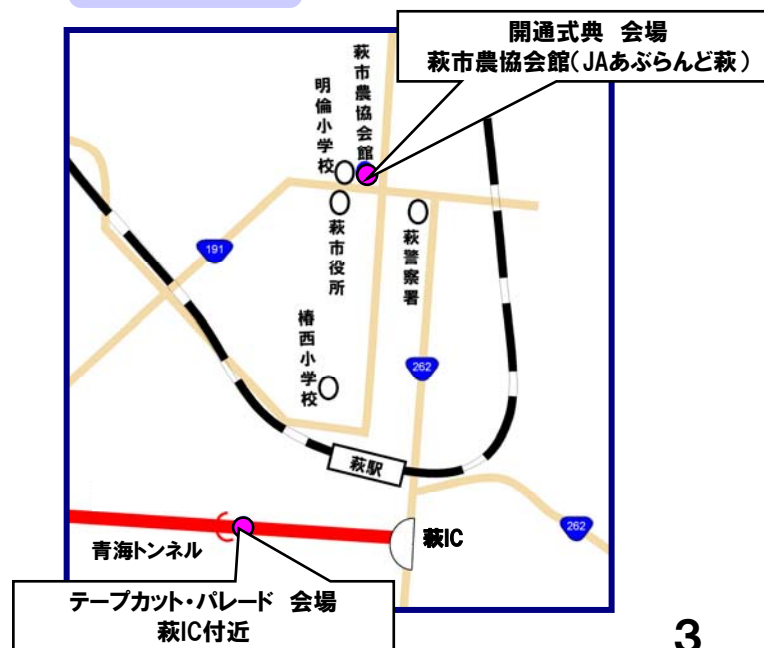 開通式典 会場
萩市農協会館(JAあぶらんど萩)
萩市農協会館
明倫小学校
萩市役所
萩警察署
191
椿西小学校
262
萩駅
262
萩IC
青海トンネル
テープカット・パレード 会場
萩IC付近
3